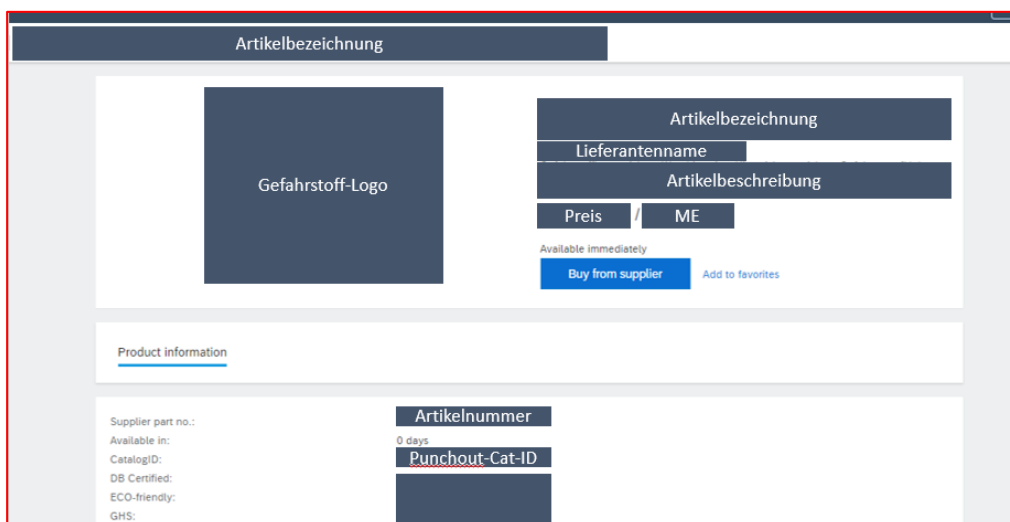 Artikelbezeichnung
Artikelbezeichnung
Lieferantenname
Gefahrstoff-Logo
Artikelbeschreibung
Preis / ME
Available immediately
Buy from supplier Add to favorites
Product information
Supplier part no.: Artikelnummer
Available in: 0 days
CatalogID: Punchout-Cat-ID
DB Certified:
ECO-friendly:
GHS: